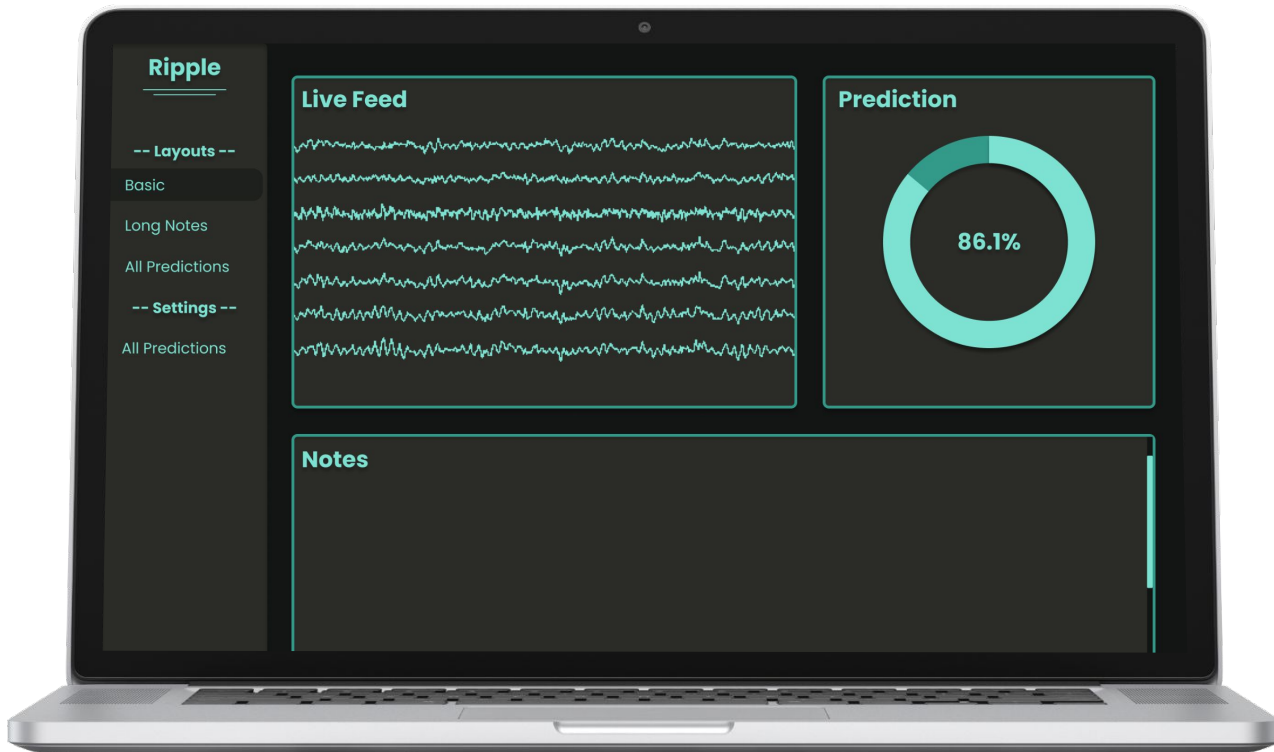 Ripple
-- Layouts --
Basic
Long Notes
All Predictions
-- Settings --
All Predictions
Live Feed
Prediction
86.1%
Notes